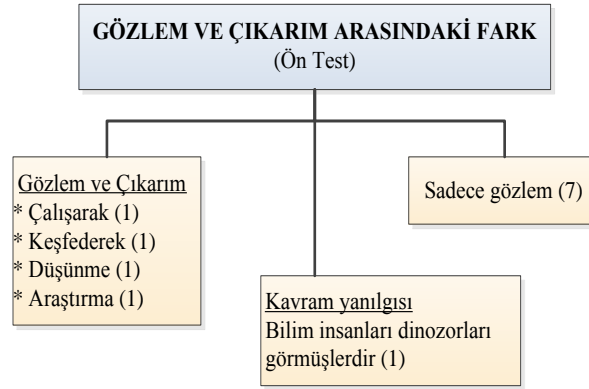 GÖZLEM VE ÇIKARIM ARASINDAKİ FARK
(Ön Test)
Gözlem ve Çıkarım
* Çalışarak (1)
* Keşfederek (1)
* Düşünme (1)
* Araştırma (1)
Kavram yanılgısı
Bilim insanları dinozorları
görmüşlerdir (1)
Sadece gözlem (7)